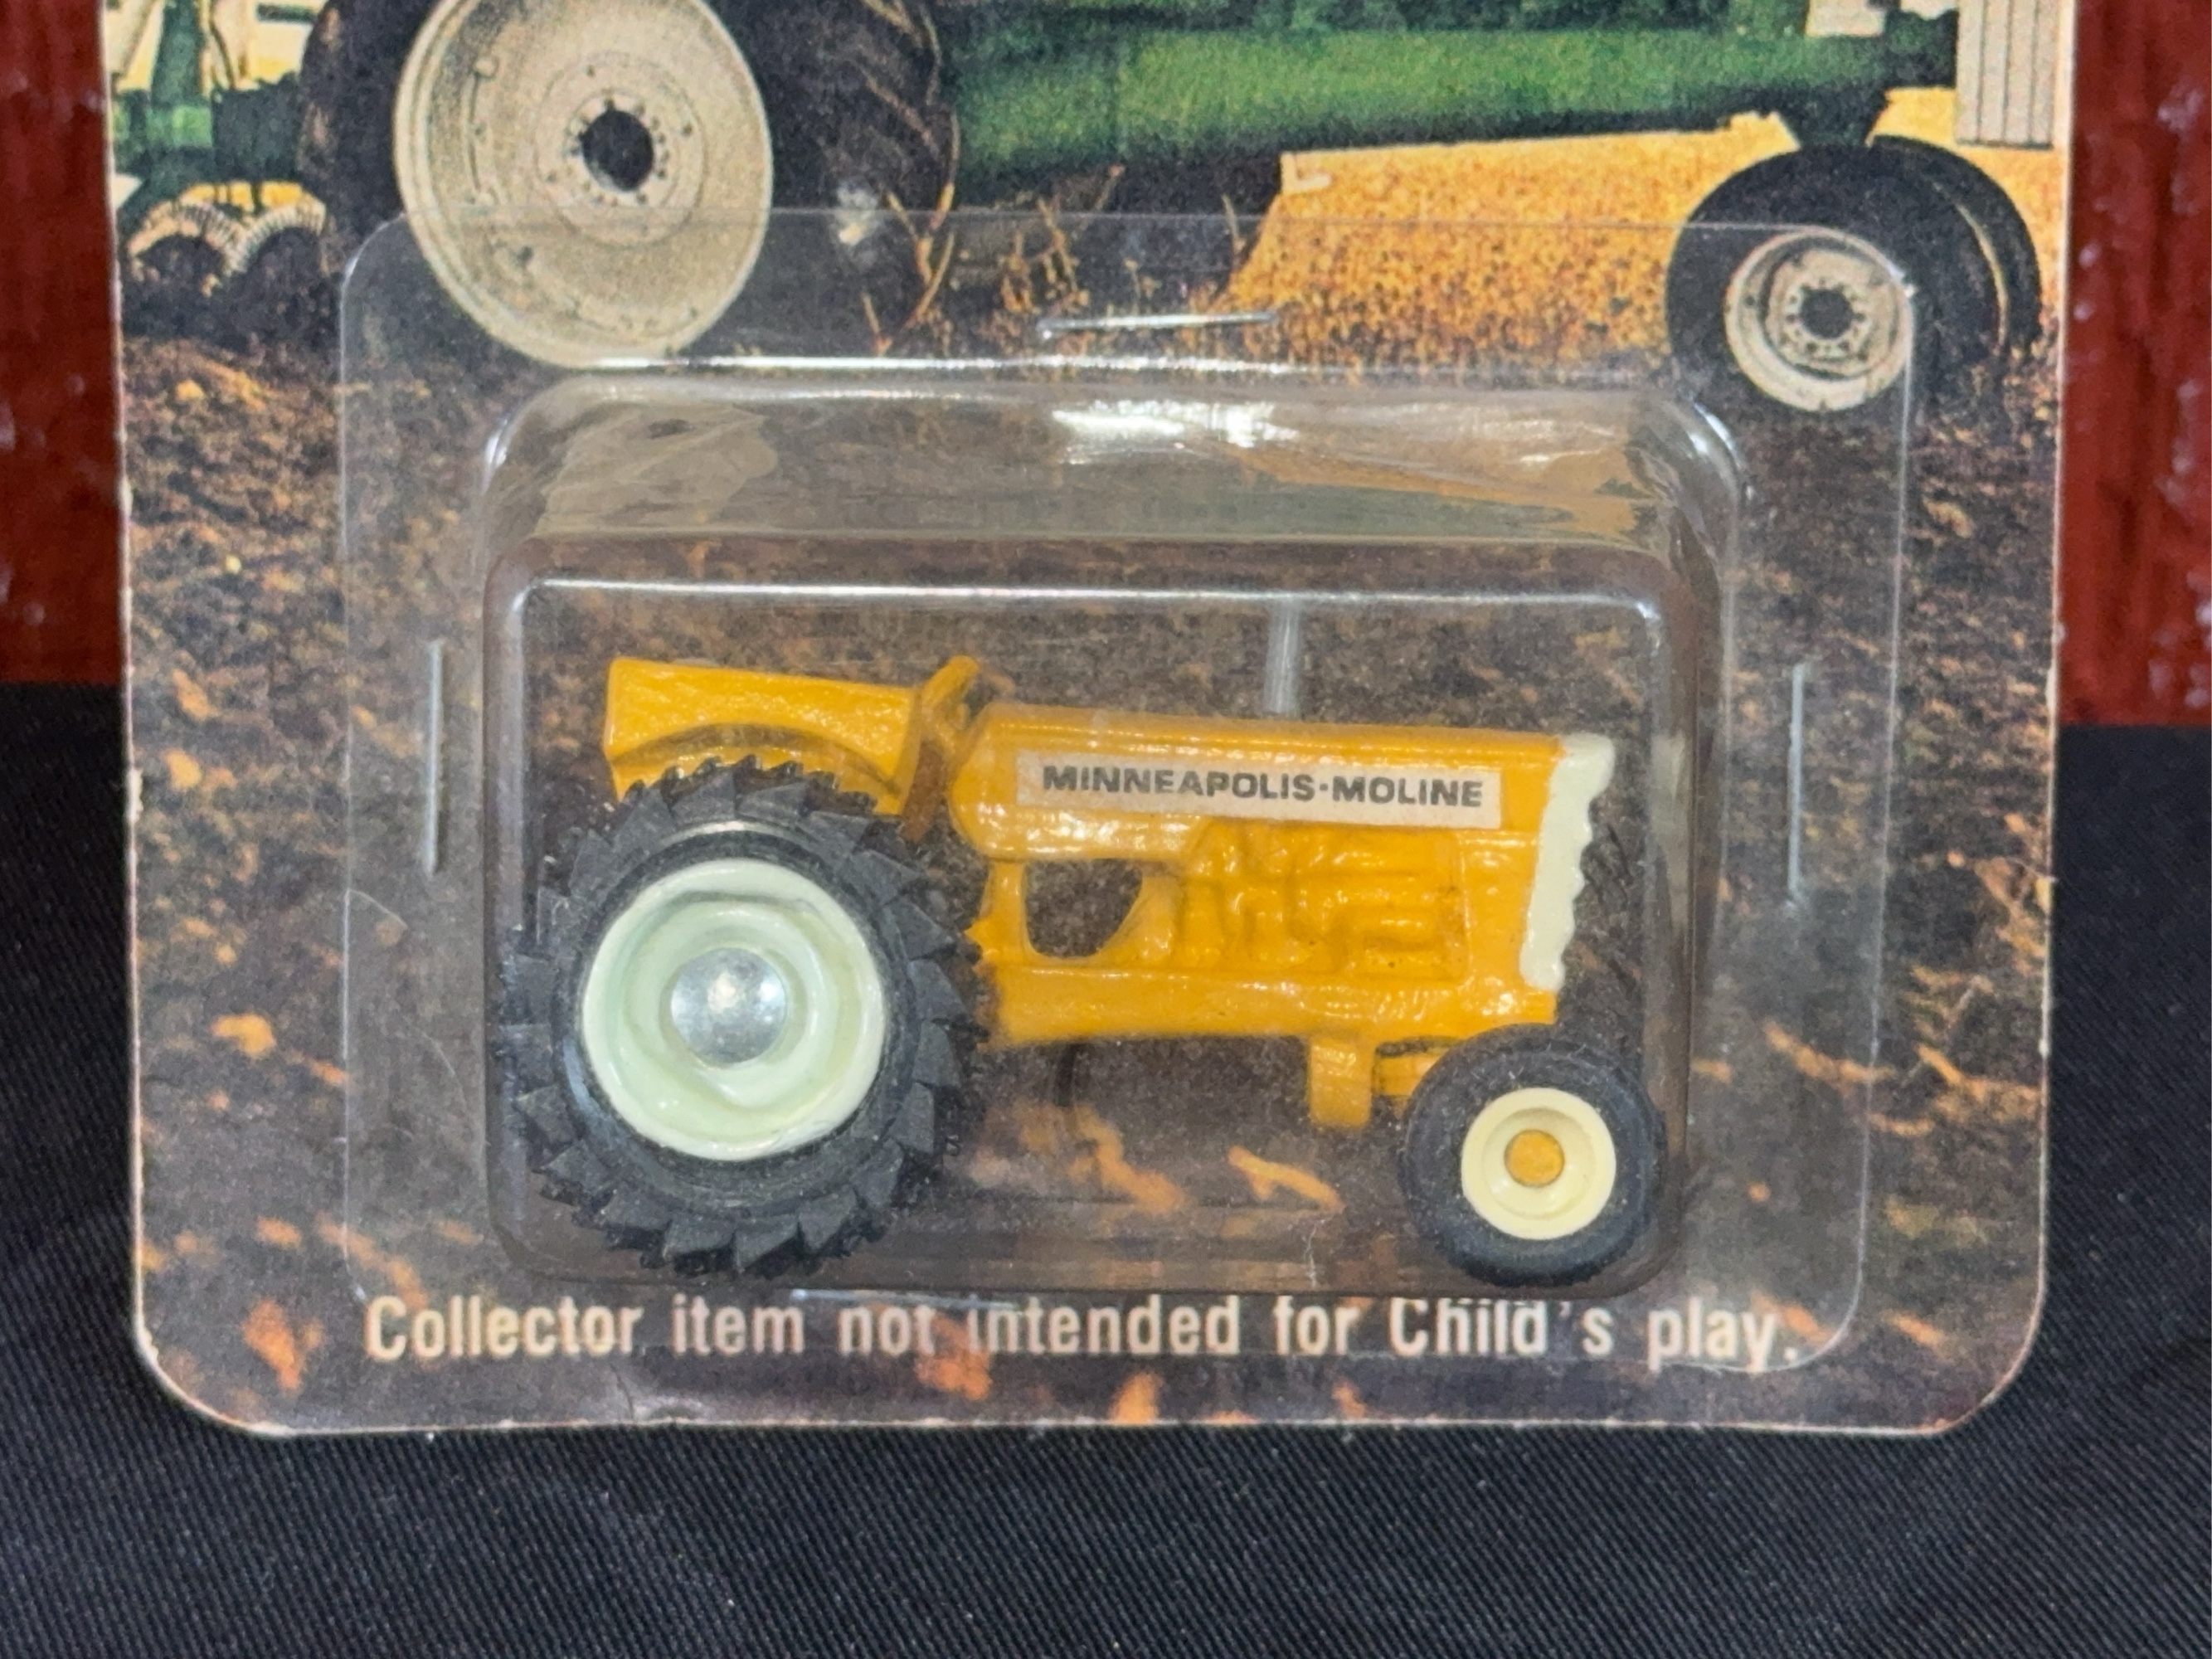 MINNEAPOLIS·MOLINE
Collector item not intended for Child's play.